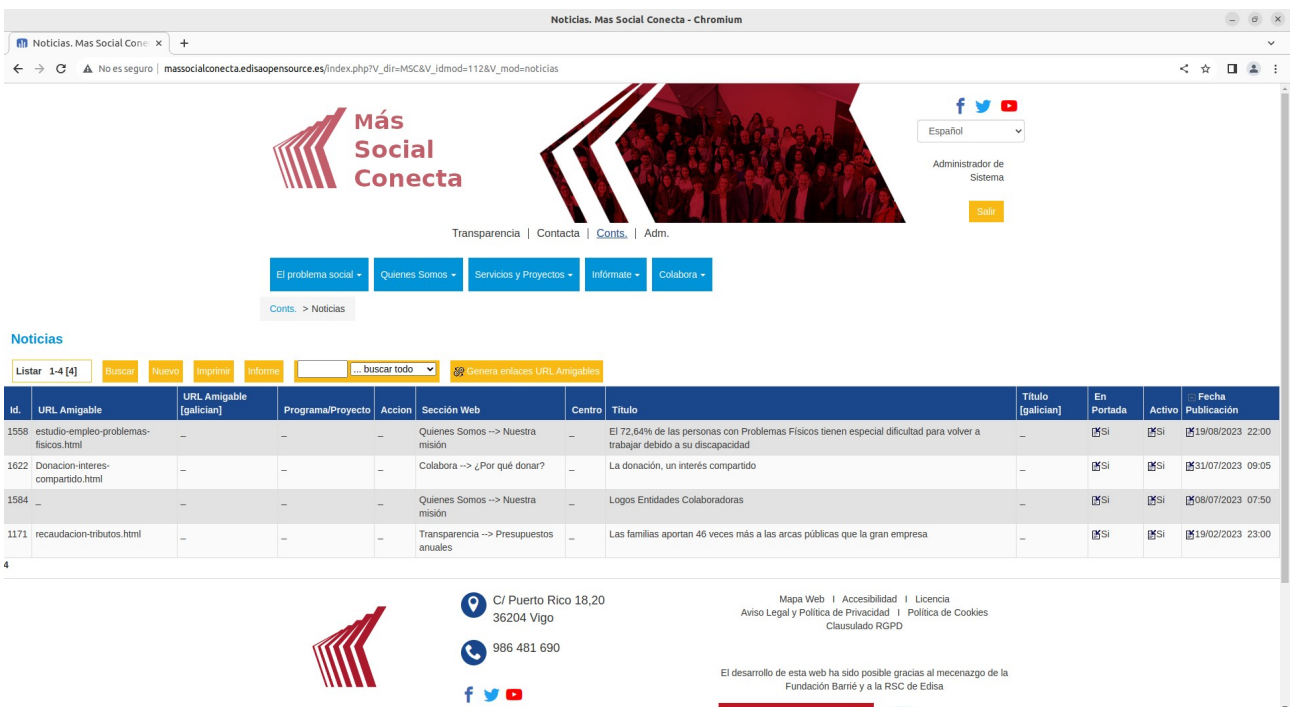 Noticias. Mas Social Conecta - Chromium
Noticias. Mas Social Cone
No es seguro | massocialconecta.edisaopensource.es/index.php?V_dir=MSC&V_idmod=112&V_mod=noticias
Más
Social
Conecta
Español
Administrador de
Sistema
Salir
Transparencia | Contacta | Conts. | Adm.
El problema social Quienes Somos Servicios y Proyectos Infórmate Colabora
Conts. > Noticias
Noticias
Listar 1-4 [4] Buscar Nuevo Imprimir Informe ... buscar todo Genera enlaces URL Amigables
Id. URL Amigable URL Amigable [galician] Programa/Proyecto Accion Sección Web Centro Título Título [galician] En Portada Activo Fecha Publicación
1558 estudio-empleo-problemas- _ _ _ Quienes Somos --> Nuestra _ El 72,64% de las personas con Problemas Físicos tienen especial dificultad para volver a _ Si Si 19/08/2023 22:00
fisicos.html misión trabajar debido a su discapacidad
1622 Donacion-interes- _ _ _ Colabora --> ¿Por qué donar? _ La donación, un interés compartido _ Si Si 31/07/2023 09:05
compartido.html
1584 _ _ _ _ Quienes Somos --> Nuestra _ Logos Entidades Colaboradoras _ Si Si 08/07/2023 07:50
misión
1171 recaudacion-tributos.html _ _ _ Transparencia --> Presupuestos _ Las familias aportan 46 veces más a las arcas públicas que la gran empresa _ Si Si 19/02/2023 23:00
anuales
4
C/ Puerto Rico 18,20
36204 Vigo
986 481 690
Mapa Web I Accesibilidad I Licencia
Aviso Legal y Política de Privacidad I Política de Cookies
Clausulado RGPD
El desarrollo de esta web ha sido posible gracias al mecenazgo de la
Fundación Barrié y a la RSC de Edisa